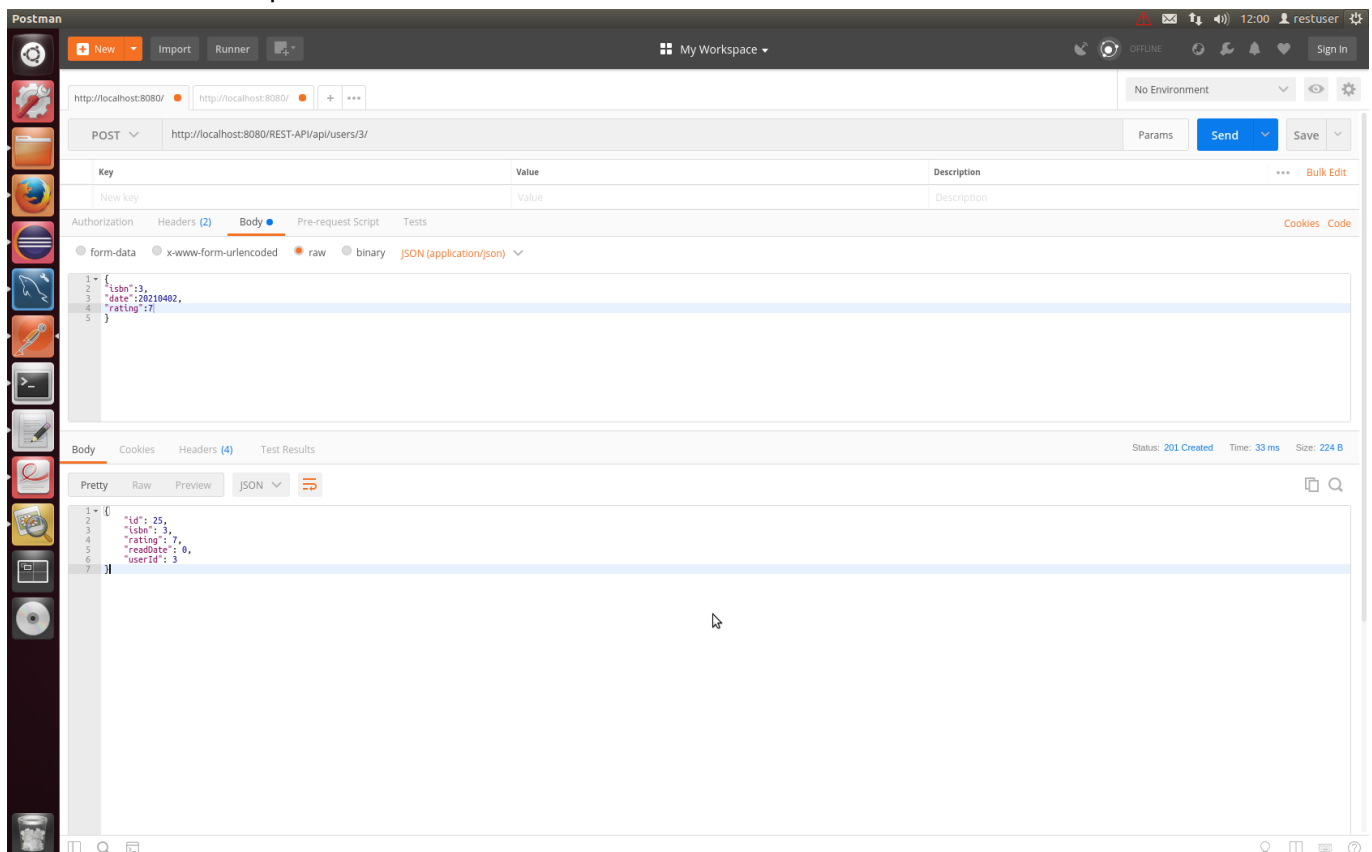 Postman
12:00 restuser
New Import Runner My Workspace OFFLINE Sign In
http://localhost:8080/ http://localhost:8080/ + ••• No Environment
POST http://localhost:8080/REST-API/api/users/3/ Params Send Save
Key Value Description ••• Bulk Edit
New key Value Description
Authorization Headers (2) Body Pre-request Script Tests Cookies Code
form-data x-www-form-urlencoded raw binary JSON (application/json)
1 {
2 "isbn":3,
3 "date":20210402,
4 "rating":7
5 }
Body Cookies Headers (4) Test Results Status: 201 Created Time: 33 ms Size: 224 B
Pretty Raw Preview JSON
1 {
2 "id": 25,
3 "isbn": 3,
4 "rating": 7,
5 "readDate": 0,
6 "userId": 3
7 }